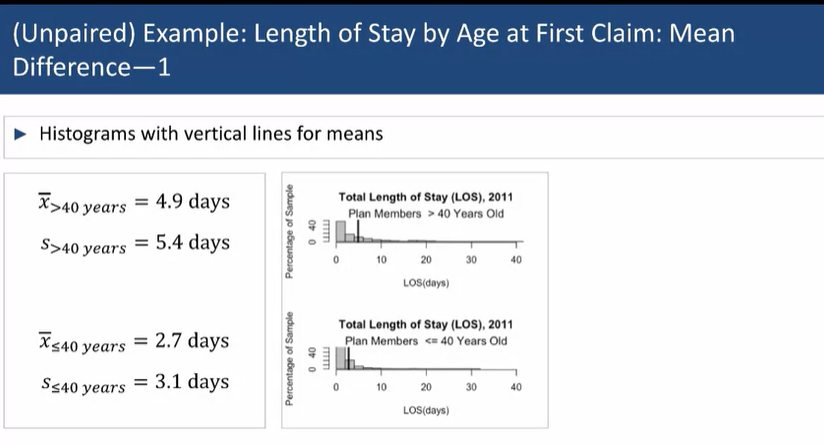 (Unpaired) Example: Length of Stay by Age at First Claim: Mean
Difference—1
► Histograms with vertical lines for means
x̅>40 years = 4.9 days
s>40 years = 5.4 days
x̅≤40 years = 2.7 days
s≤40 years = 3.1 days
Total Length of Stay (LOS), 2011
Plan Members > 40 Years Old
Percentage of Sample
0 40
0 10 20 30 40
LOS(days)
Total Length of Stay (LOS), 2011
Plan Members <= 40 Years Old
Percentage of Sample
0 40
0 10 20 30 40
LOS(days)